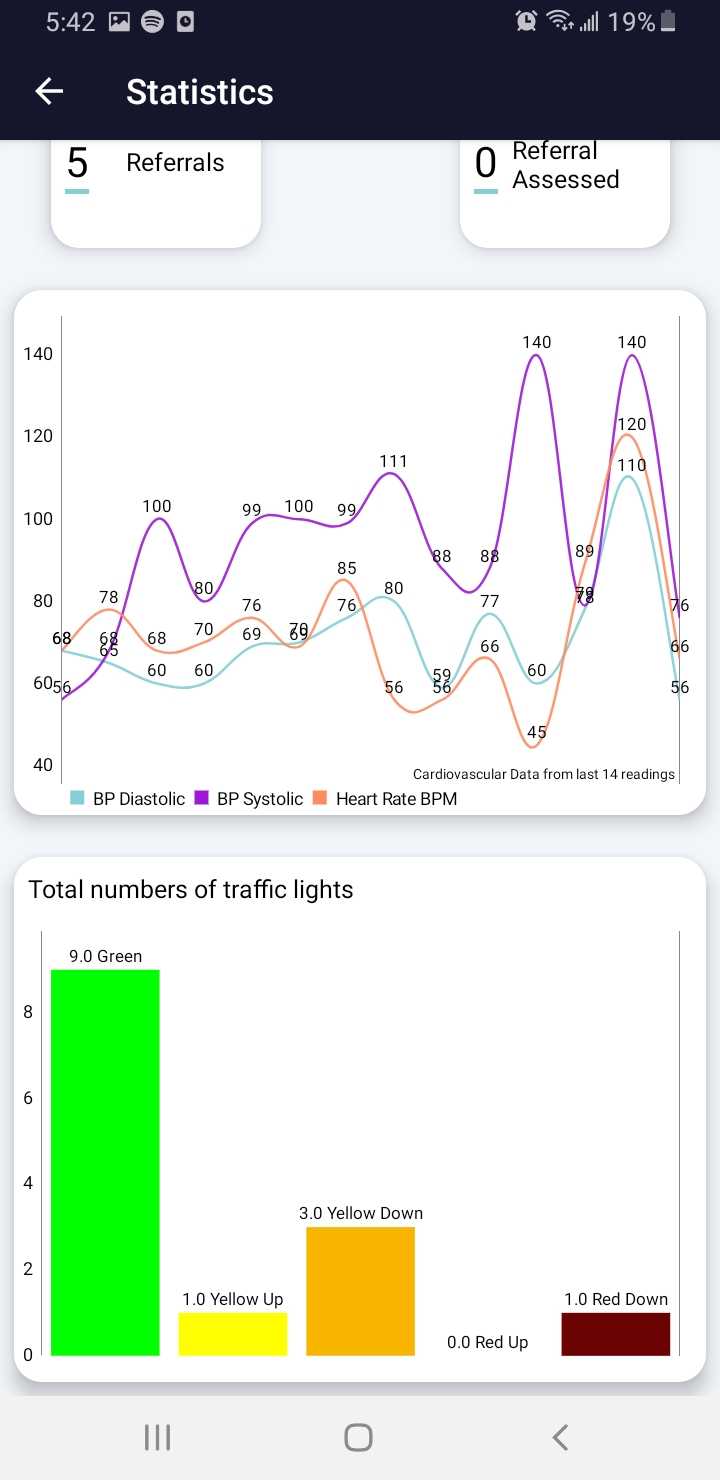 5:42
19%
Statistics
5 Referrals
0 Referral
Assessed
140
120
100
80
60
40
140 140
120
111
110
100 99 100 99
89
88 88
85
80 78 70 76 76 80 77 79 78 76
68 68 65 68 69 70 69 66 66
60 60 59 60
56 56 56 56
45
Cardiovascular Data from last 14 readings
BP Diastolic BP Systolic Heart Rate BPM
Total numbers of traffic lights
9.0 Green
8
6
4
3.0 Yellow Down
2
1.0 Yellow Up 1.0 Red Down
0.0 Red Up
0